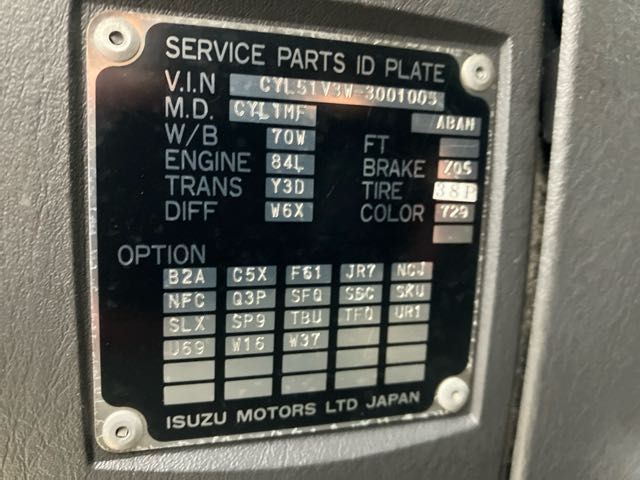 SERVICE PARTS ID PLATE
V.I.N CYL51V3W-3001005
M.D. CYL1MF ABAM
W/B 70W FT
ENGINE 84L BRAKE Z05
TRANS Y3D TIRE 38P
DIFF W6X COLOR 729
OPTION
B2A C5X F61 JR7 NCJ
NFC Q3P SFQ SSC SKU
SLX SP9 TBU TFQ UR1
U69 W16 W37
ISUZU MOTORS LTD JAPAN